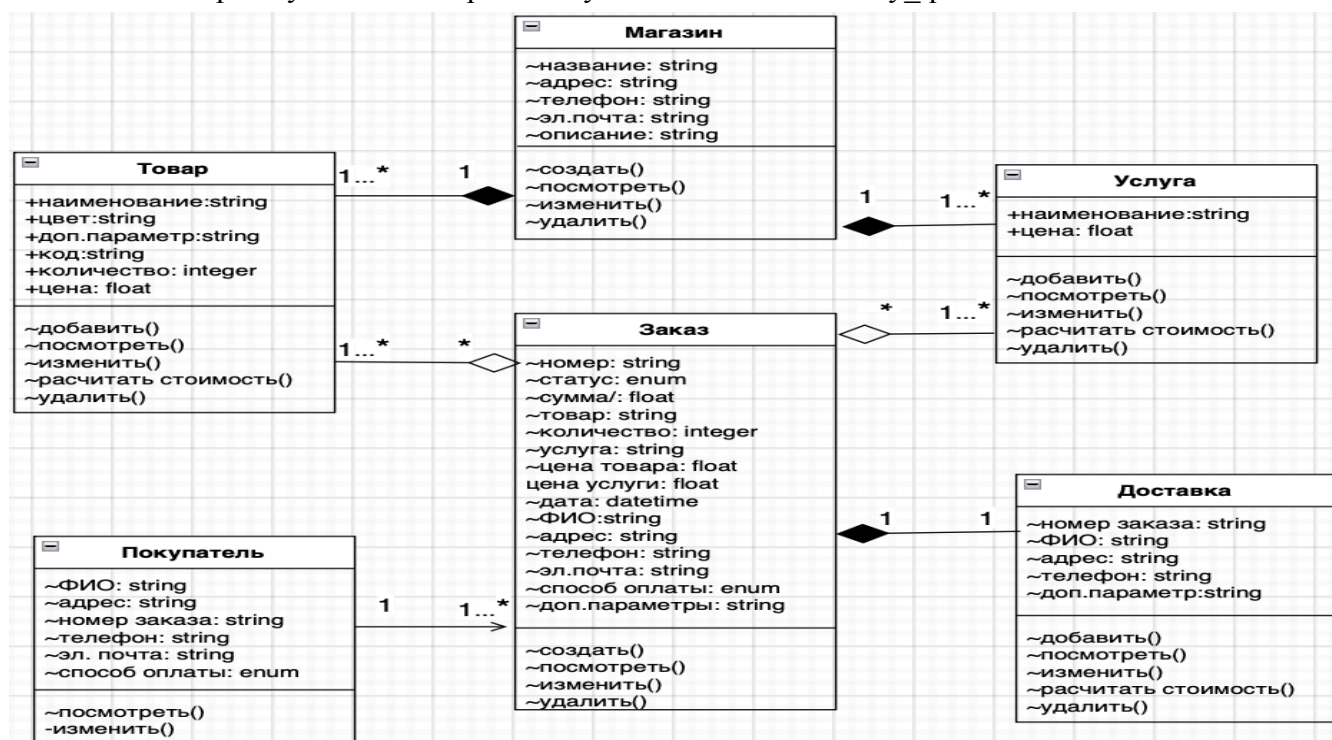 Магазин
~название: string
~адрес: string
~телефон: string
~эл.почта: string
~описание: string
~создать()
~посмотреть()
~изменить()
~удалить()
Товар
+наименование:string
+цвет:string
+доп.параметр:string
+код:string
+количество: integer
+цена: float
~добавить()
~посмотреть()
~изменить()
~расчитать стоимость()
~удалить()
1...*
1
1
1...*
Услуга
+наименование:string
+цена: float
~добавить()
~посмотреть()
~изменить()
~расчитать стоимость()
~удалить()
1...*
*
*
1...*
Заказ
~номер: string
~статус: enum
~сумма/: float
~товар: string
~количество: integer
~услуга: string
~цена товара: float
цена услуги: float
~дата: datetime
~ФИО:string
~адрес: string
~телефон: string
~эл.почта: string
~способ оплаты: enum
~доп.параметры: string
~создать()
~посмотреть()
~изменить()
~удалить()
1
1
Доставка
~номер заказа: string
~ФИО: string
~адрес: string
~телефон: string
~доп.параметр:string
~добавить()
~посмотреть()
~изменить()
~расчитать стоимость()
~удалить()
Покупатель
~ФИО: string
~адрес: string
~номер заказа: string
~телефон: string
~эл. почта: string
~способ оплаты: enum
~посмотреть()
-изменить()
1
1...*